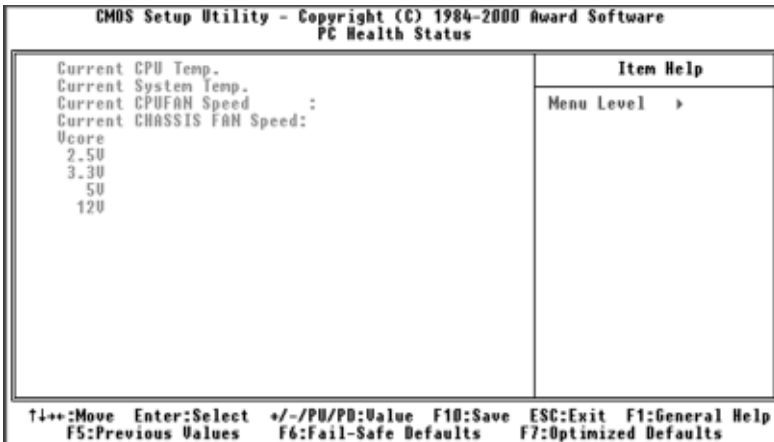 CMOS Setup Utility - Copyright (C) 1984-2000 Award Software
PC Health Status
Current CPU Temp.
Current System Temp.
Current CPUFAN Speed :
Current CHASSIS FAN Speed:
Vcore
2.5V
3.3V
5V
12V
Item Help
Menu Level ▸
↑↓→←:Move Enter:Select +/-/PU/PD:Value F10:Save ESC:Exit F1:General Help
F5:Previous Values F6:Fail-Safe Defaults F7:Optimized Defaults